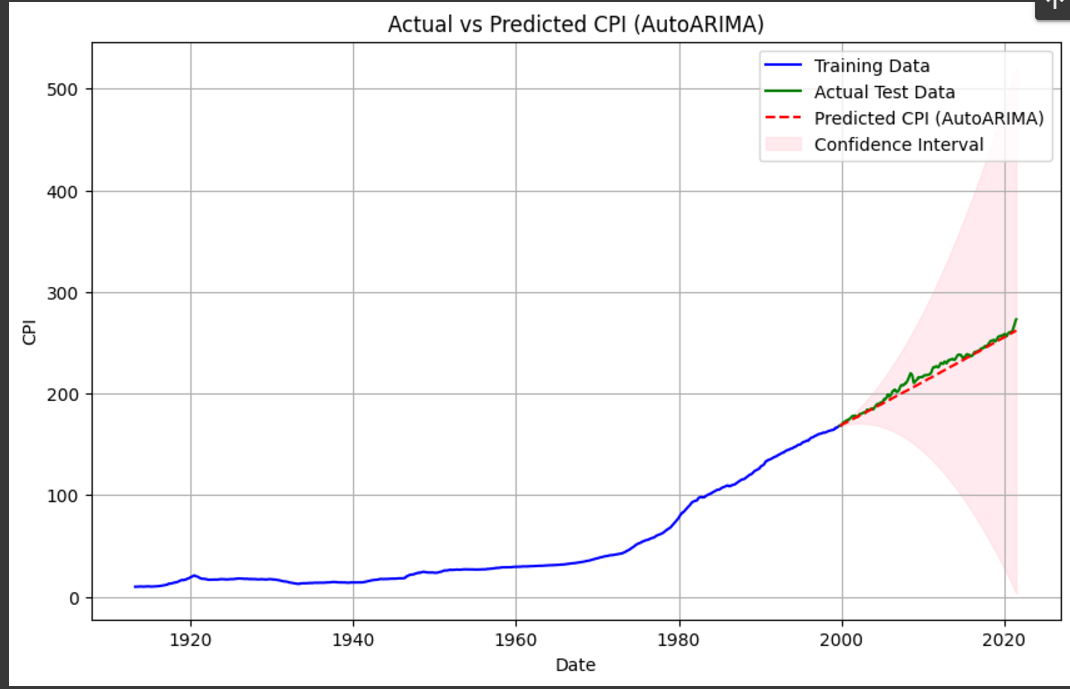 Actual vs Predicted CPI (AutoARIMA)
Training Data
Actual Test Data
Predicted CPI (AutoARIMA)
Confidence Interval
500
400
300
200
100
0
CPI
1920 1940 1960 1980 2000 2020
Date